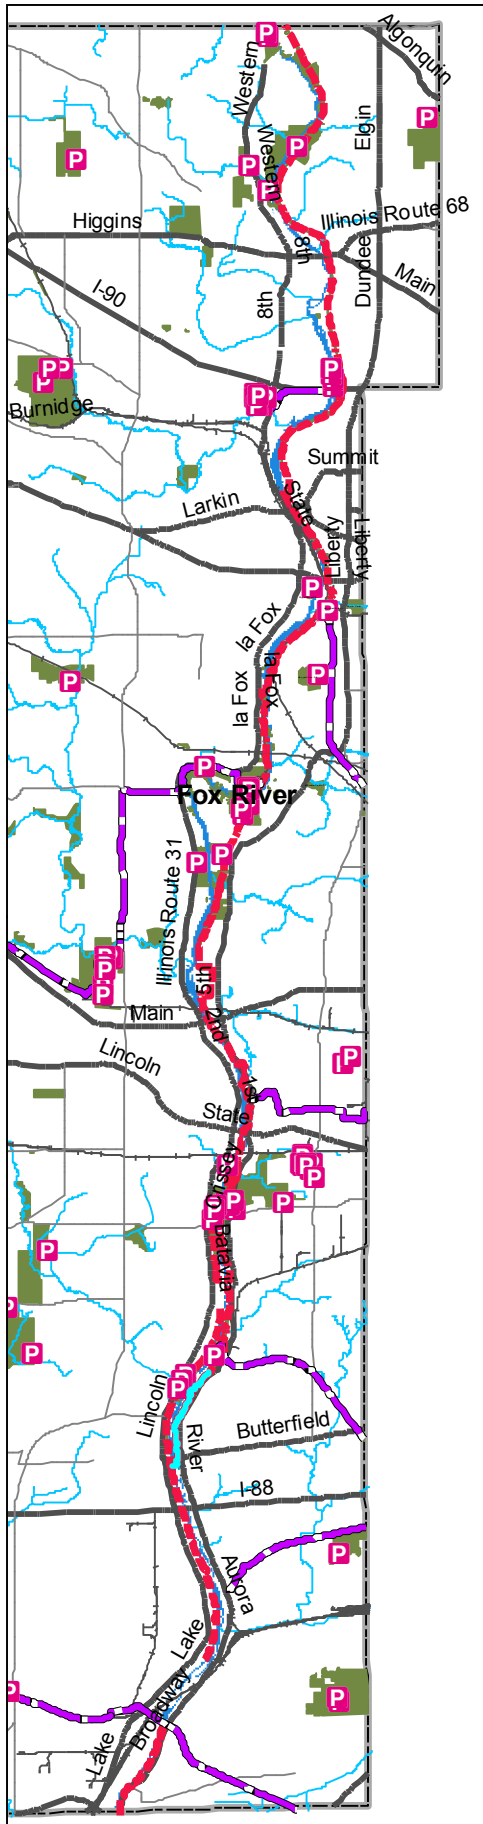 P
Algonquin
Western
P
Elgin
Western
P
P
P
P
Illinois Route 68
Higgins
8th
Dundee
Main
I-90
8th
P
P
P
P
P
P
Burnidge
Summit
State
Larkin
Liberty
Liberty
P
P
la Fox
la Fox
la Fox
P
P
P
Fox River
P
P
P
Illinois Route 31
P
P
P
5th
Main
2nd
Lincoln
P
1st
State
P
P
Crissey
P
P
P
P
Batavia
P
P
P
P
P
Lincoln
River
Butterfield
I-88
P
Aurora
Lake
P
P
Broadway
Lake